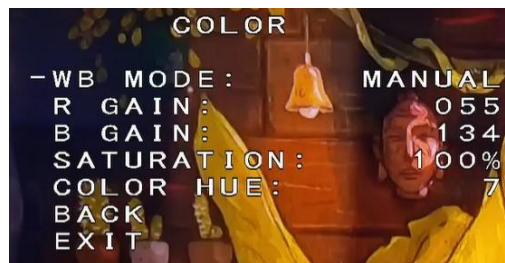 COLOR
-WB MODE: MANUAL
R GAIN: 055
B GAIN: 134
SATURATION: 100%
COLOR HUE: 7
BACK
EXIT